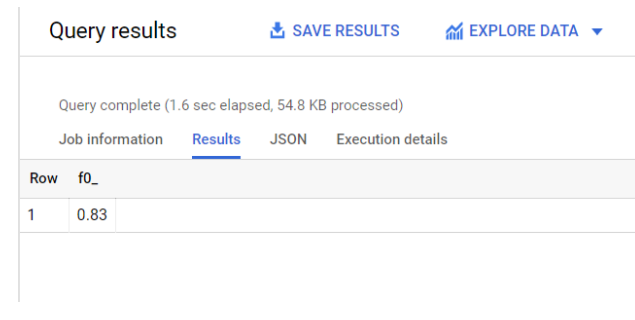 Query results SAVE RESULTS EXPLORE DATA
Query complete (1.6 sec elapsed, 54.8 KB processed)
Job information Results JSON Execution details
Row f0_
1 0.83